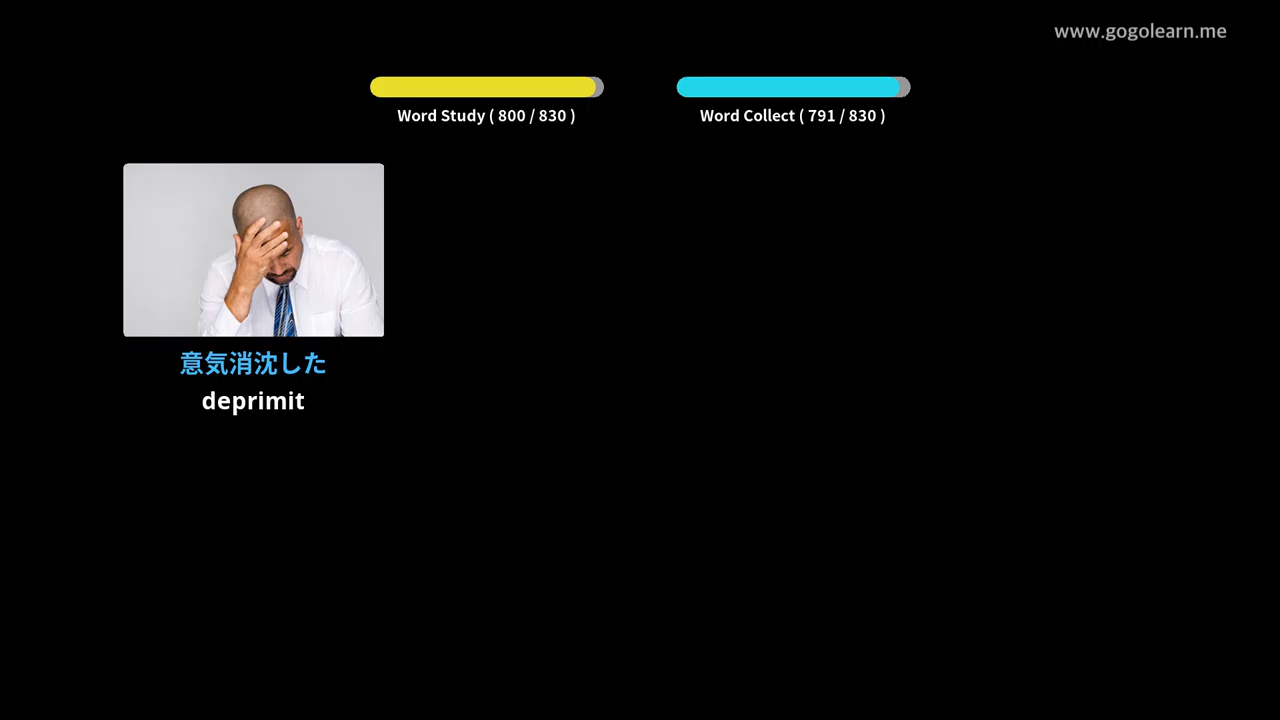 www.gogolearn.me
Word Study ( 800 / 830 )
Word Collect ( 791 / 830 )
意気消沈した
deprimit